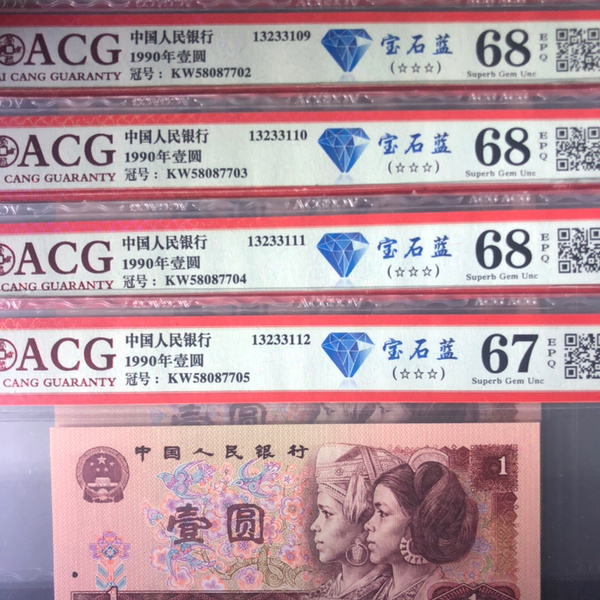 ACG
中国人民银行 13233109
1990年壹圆
冠号： KW58087702
宝石蓝
(☆☆☆)
68
EPQ
Superb Gem Unc
CANG GUARANTY
ACG
中国人民银行 13233110
1990年壹圆
冠号： KW58087703
宝石蓝
(☆☆☆)
68
EPQ
Superb Gem Unc
CANG GUARANTY
ACG
中国人民银行 13233111
1990年壹圆
冠号： KW58087704
宝石蓝
(☆☆☆)
68
EPQ
Superb Gem Unc
CANG GUARANTY
ACG
中国人民银行 13233112
1990年壹圆
冠号： KW58087705
宝石蓝
(☆☆☆)
67
EPQ
Superb Gem Unc
CANG GUARANTY
中国人民银行
1
壹圆
1